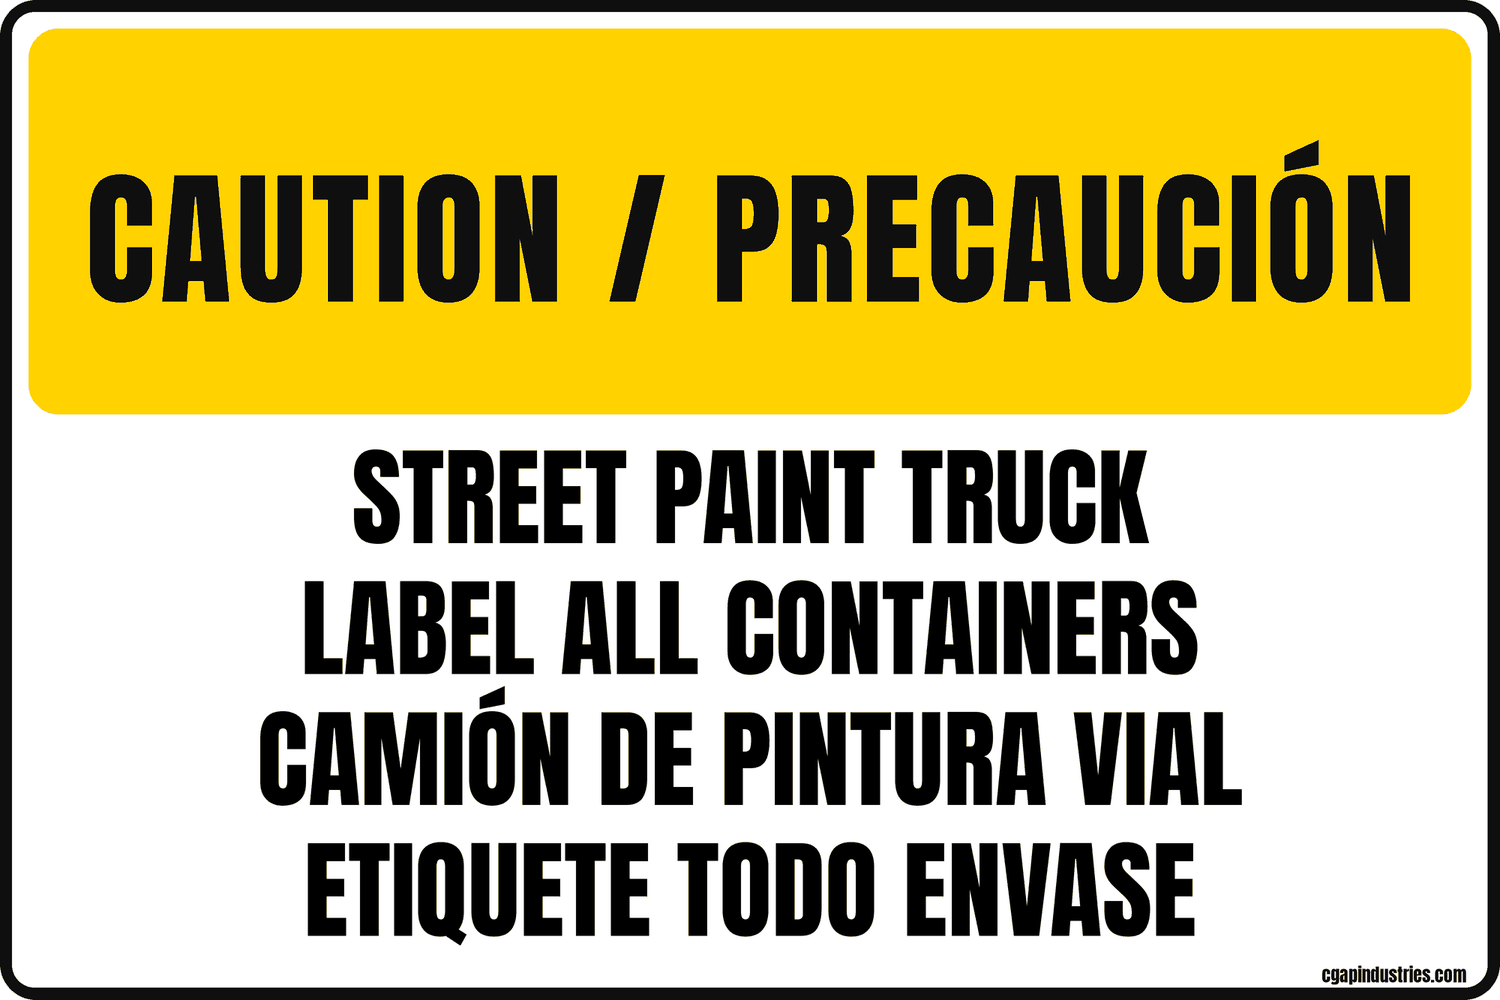 CAUTION / PRECAUCIÓN
STREET PAINT TRUCK
LABEL ALL CONTAINERS
CAMIÓN DE PINTURA VIAL
ETIQUETE TODO ENVASE
cgapindustries.com